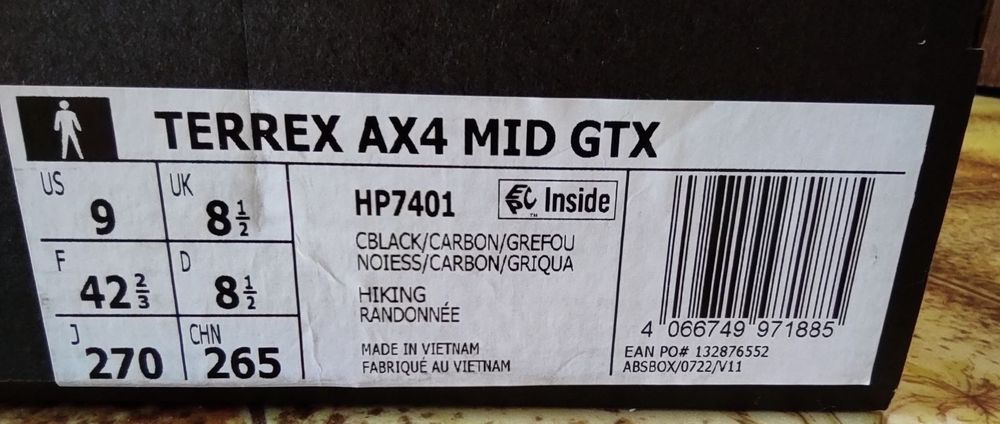 TERREX AX4 MID GTX
US
9
UK
8 1/2
F
42 2/3
D
8 1/2
J
270
CHN
265
HP7401
EPC Inside
™
CBLACK/CARBON/GREFOU
NOIESS/CARBON/GRIQUA
HIKING
RANDONNÉE
MADE IN VIETNAM
FABRIQUÉ AU VIETNAM
4 066749 971885
EAN PO# 132876552
ABSBOX/0722/V11